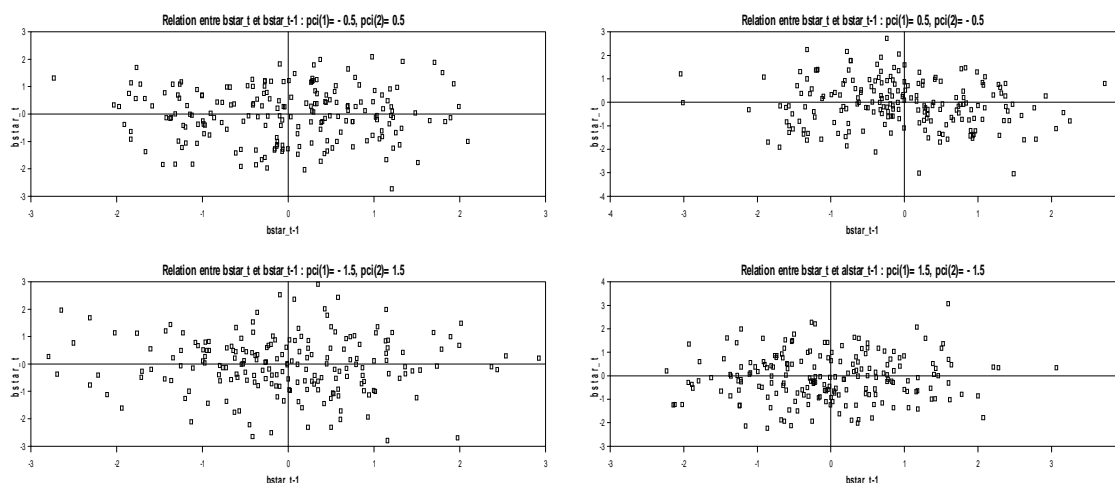 Relation entre bstar_t et bstar_t-1 : pci(1)= - 0.5, pci(2)= 0.5
3
2
1
0
-1
-2
-3
bstar_t
-3 -2 -1 0 1 2 3
bstar_t-1
Relation entre bstar_t et bstar_t-1 : pci(1)= 0.5, pci(2)= - 0.5
3
2
1
0
-1
-2
-3
-4
bstar_t
-4 -3 -2 -1 0 1 2 3 4
bstar_t-1
Relation entre bstar_t et bstar_t-1 : pci(1)= - 1.5, pci(2)= 1.5
3
2
1
0
-1
-2
-3
bstar_t
-3 -2 -1 0 1 2 3
bstar_t-1
Relation entre bstar_t et alstar_t-1 : pci(1)= 1.5, pci(2)= - 1.5
4
3
2
1
0
-1
-2
-3
bstar_t
-3 -2 -1 0 1 2 3 4
bstar_t-1